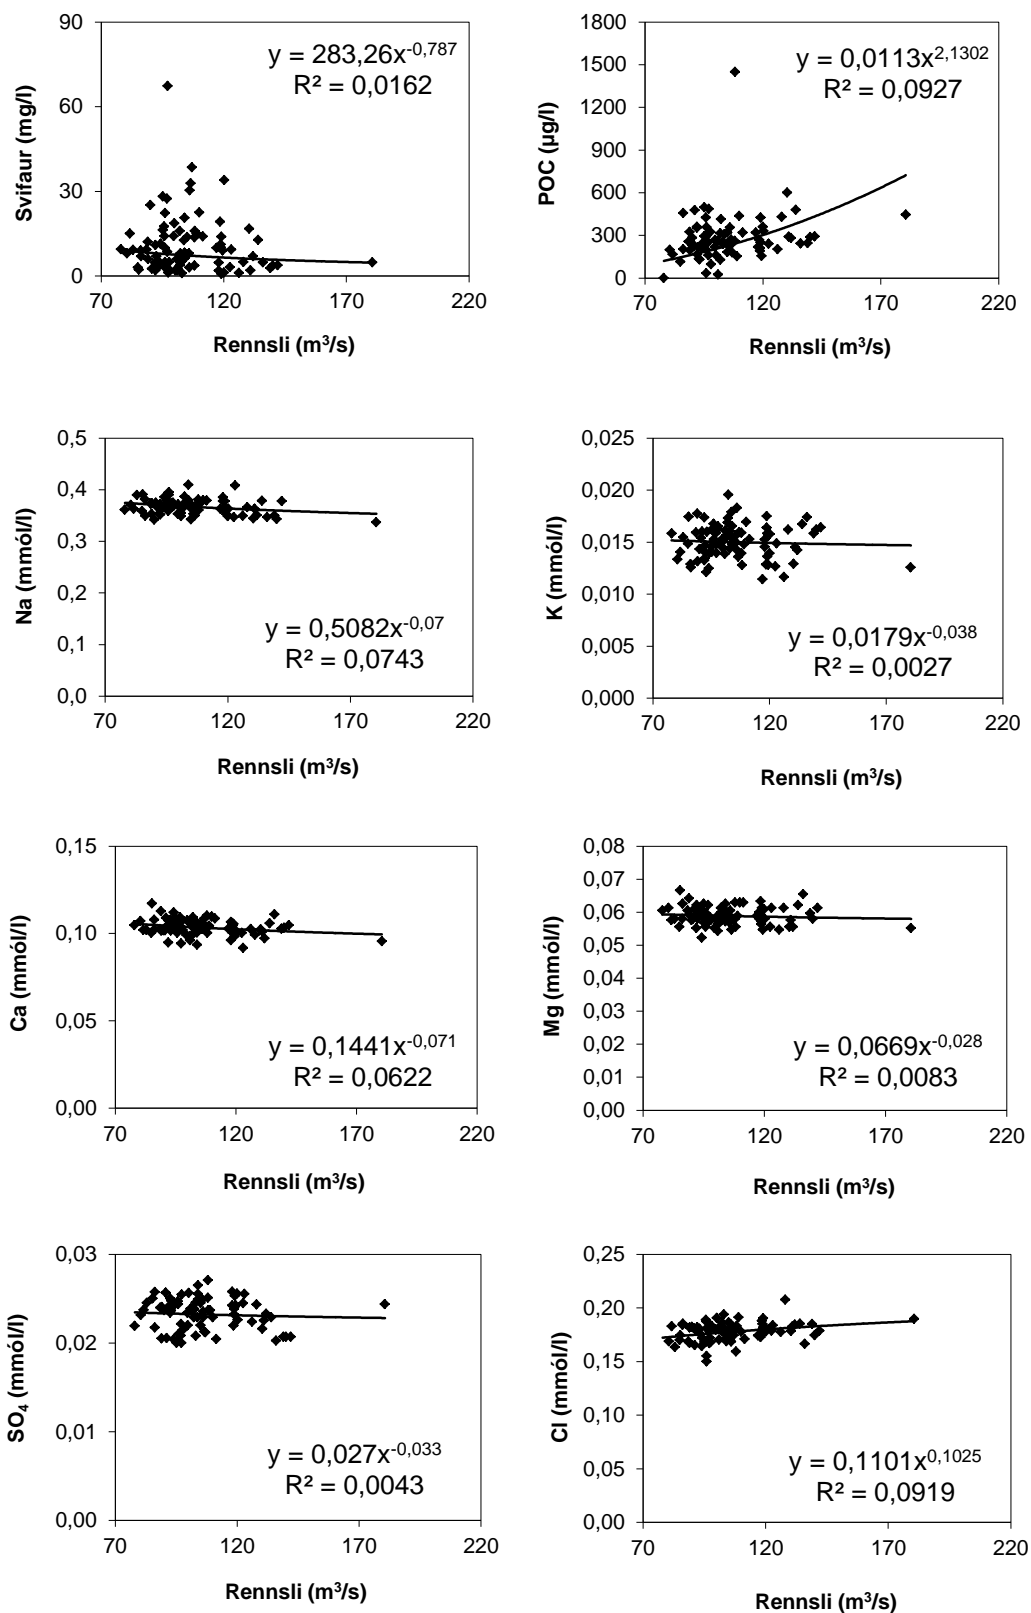 90
60
30
0
70
120
170
220
Svifaur (mg/l)
Rennsli (m³/s)
y = 283,26x^-0,787
R² = 0,0162
1800
1500
1200
900
600
300
0
70
120
170
220
POC (µg/l)
Rennsli (m³/s)
y = 0,0113x^2,1302
R² = 0,0927
0,5
0,4
0,3
0,2
0,1
0,0
70
120
170
220
Na (mmól/l)
Rennsli (m³/s)
y = 0,5082x^-0,07
R² = 0,0743
0,025
0,020
0,015
0,010
0,005
0,000
70
120
170
220
K (mmól/l)
Rennsli (m³/s)
y = 0,0179x^-0,038
R² = 0,0027
0,15
0,10
0,05
0,00
70
120
170
220
Ca (mmól/l)
Rennsli (m³/s)
y = 0,1441x^-0,071
R² = 0,0622
0,08
0,07
0,06
0,05
0,04
0,03
0,02
0,01
0,00
70
120
170
220
Mg (mmól/l)
Rennsli (m³/s)
y = 0,0669x^-0,028
R² = 0,0083
0,03
0,02
0,01
0,00
70
120
170
220
SO₄ (mmól/l)
Rennsli (m³/s)
y = 0,027x^-0,033
R² = 0,0043
0,25
0,20
0,15
0,10
0,05
0,00
70
120
170
220
Cl (mmól/l)
Rennsli (m³/s)
y = 0,1101x^0,1025
R² = 0,0919